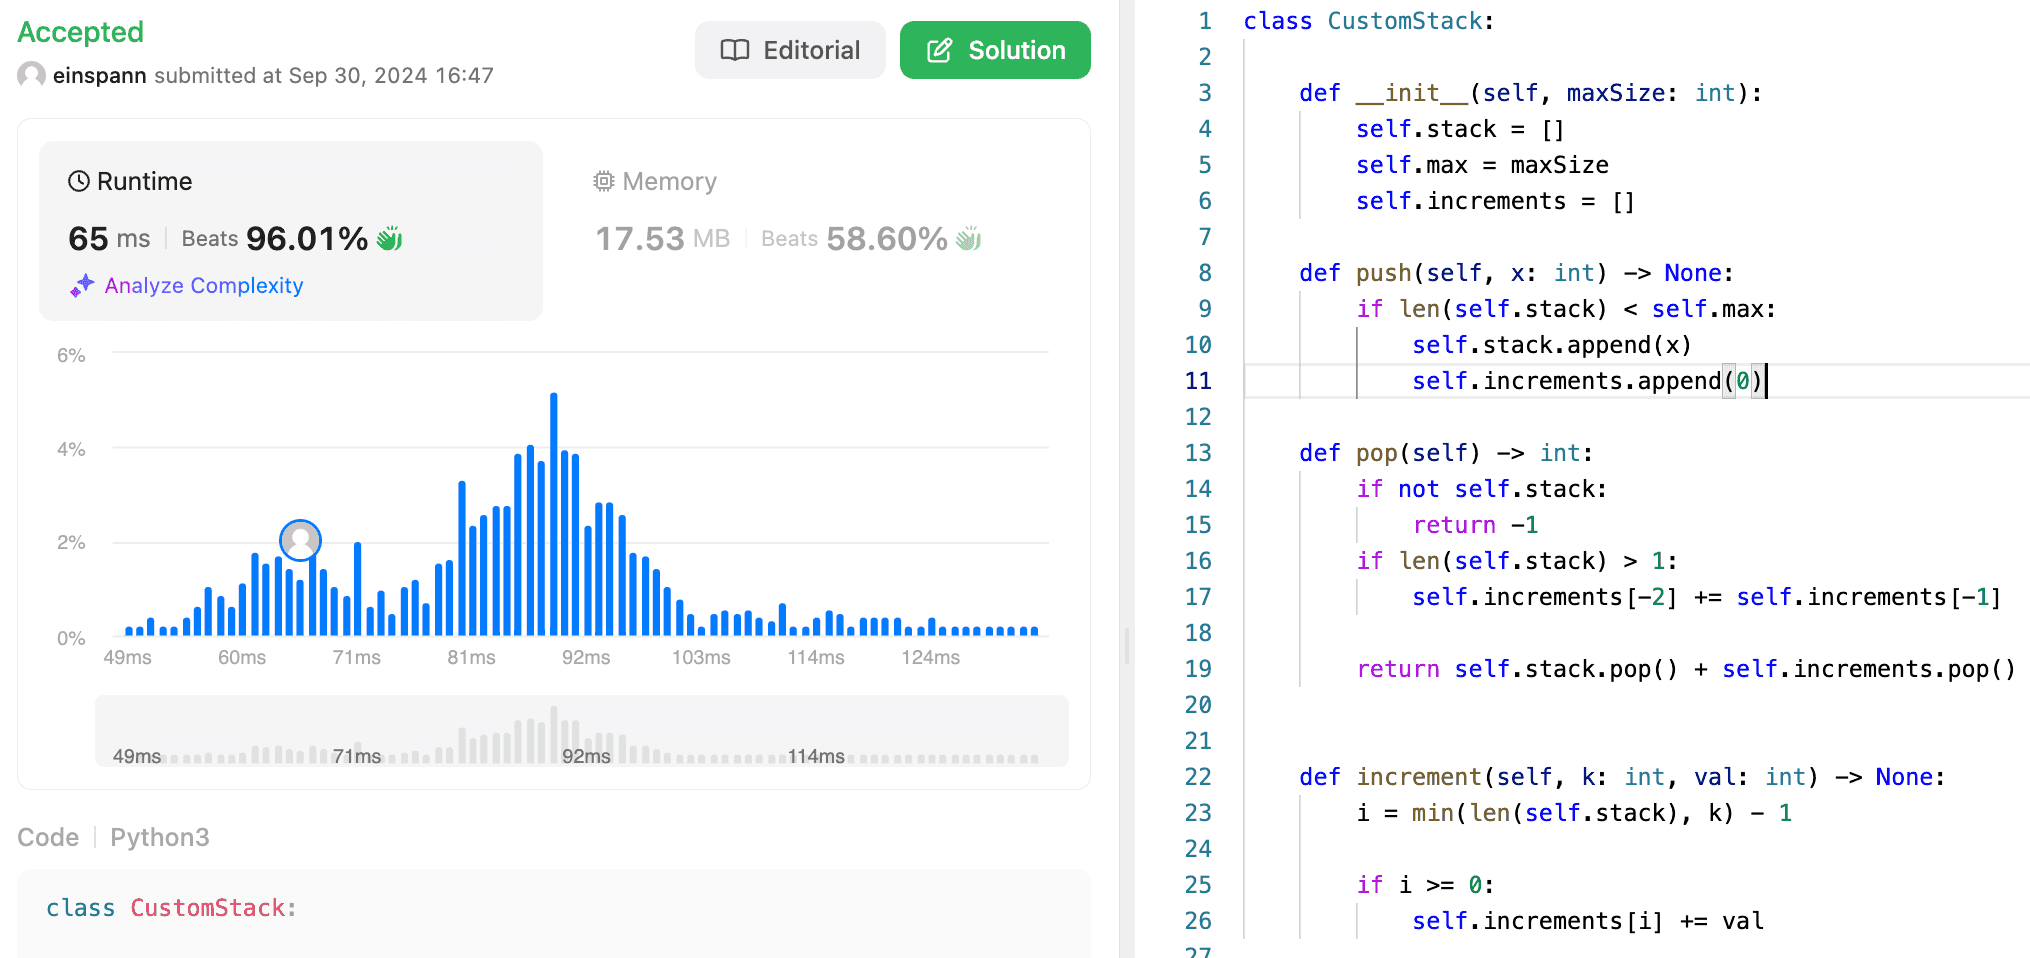 Accepted
Editorial
Solution
einspann submitted at Sep 30, 2024 16:47
Runtime
65 ms | Beats 96.01%
Analyze Complexity
Memory
17.53 MB | Beats 58.60%
6%
4%
2%
0%
49ms 60ms 71ms 81ms 92ms 103ms 114ms 124ms
49ms 71ms 92ms 114ms
Code | Python3
class CustomStack:
1 class CustomStack:
2
3     def __init__(self, maxSize: int):
4         self.stack = []
5         self.max = maxSize
6         self.increments = []
7
8     def push(self, x: int) -> None:
9         if len(self.stack) < self.max:
10             self.stack.append(x)
11             self.increments.append(0)
12
13     def pop(self) -> int:
14         if not self.stack:
15             return -1
16         if len(self.stack) > 1:
17             self.increments[-2] += self.increments[-1]
18
19         return self.stack.pop() + self.increments.pop()
20
21
22     def increment(self, k: int, val: int) -> None:
23         i = min(len(self.stack), k) - 1
24
25         if i >= 0:
26             self.increments[i] += val
27